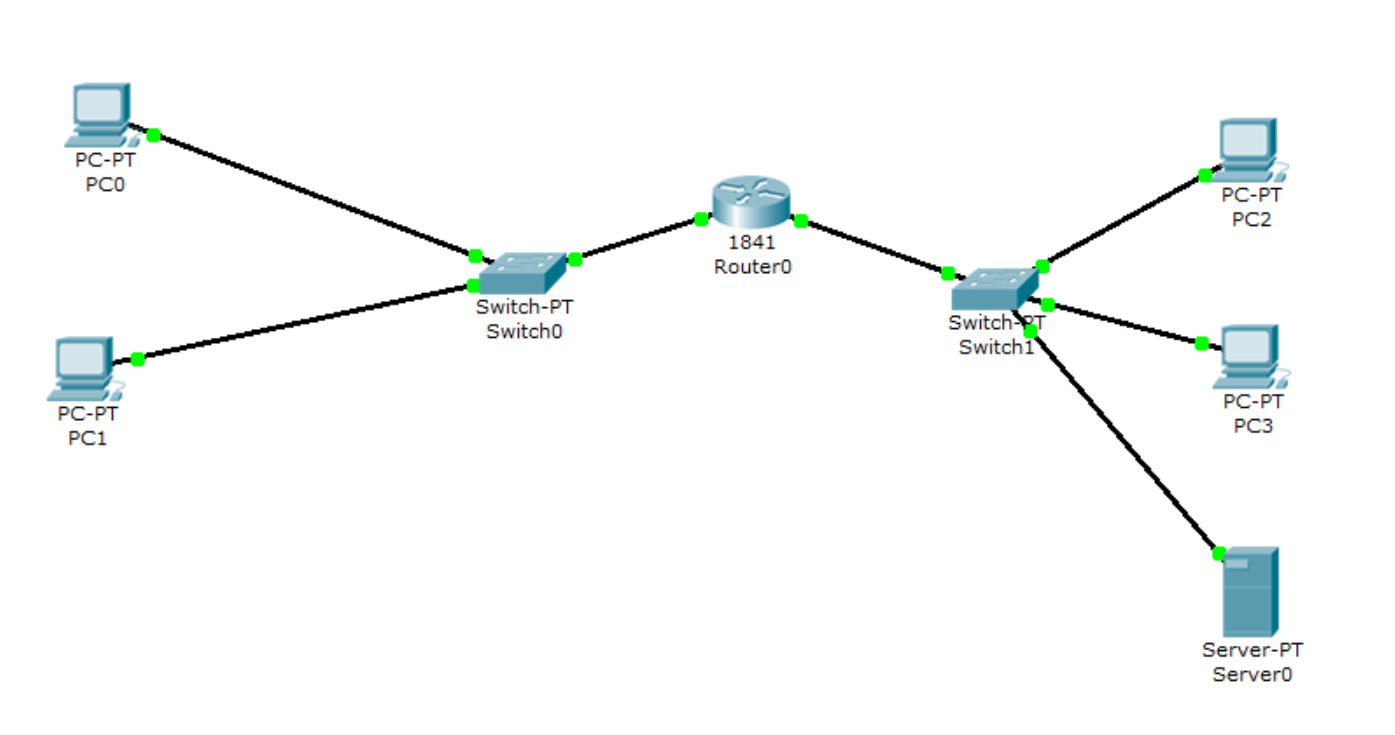 PC-PT
PC0
PC-PT
PC1
Switch-PT
Switch0
1841
Router0
Switch-PT
Switch1
PC-PT
PC2
PC-PT
PC3
Server-PT
Server0